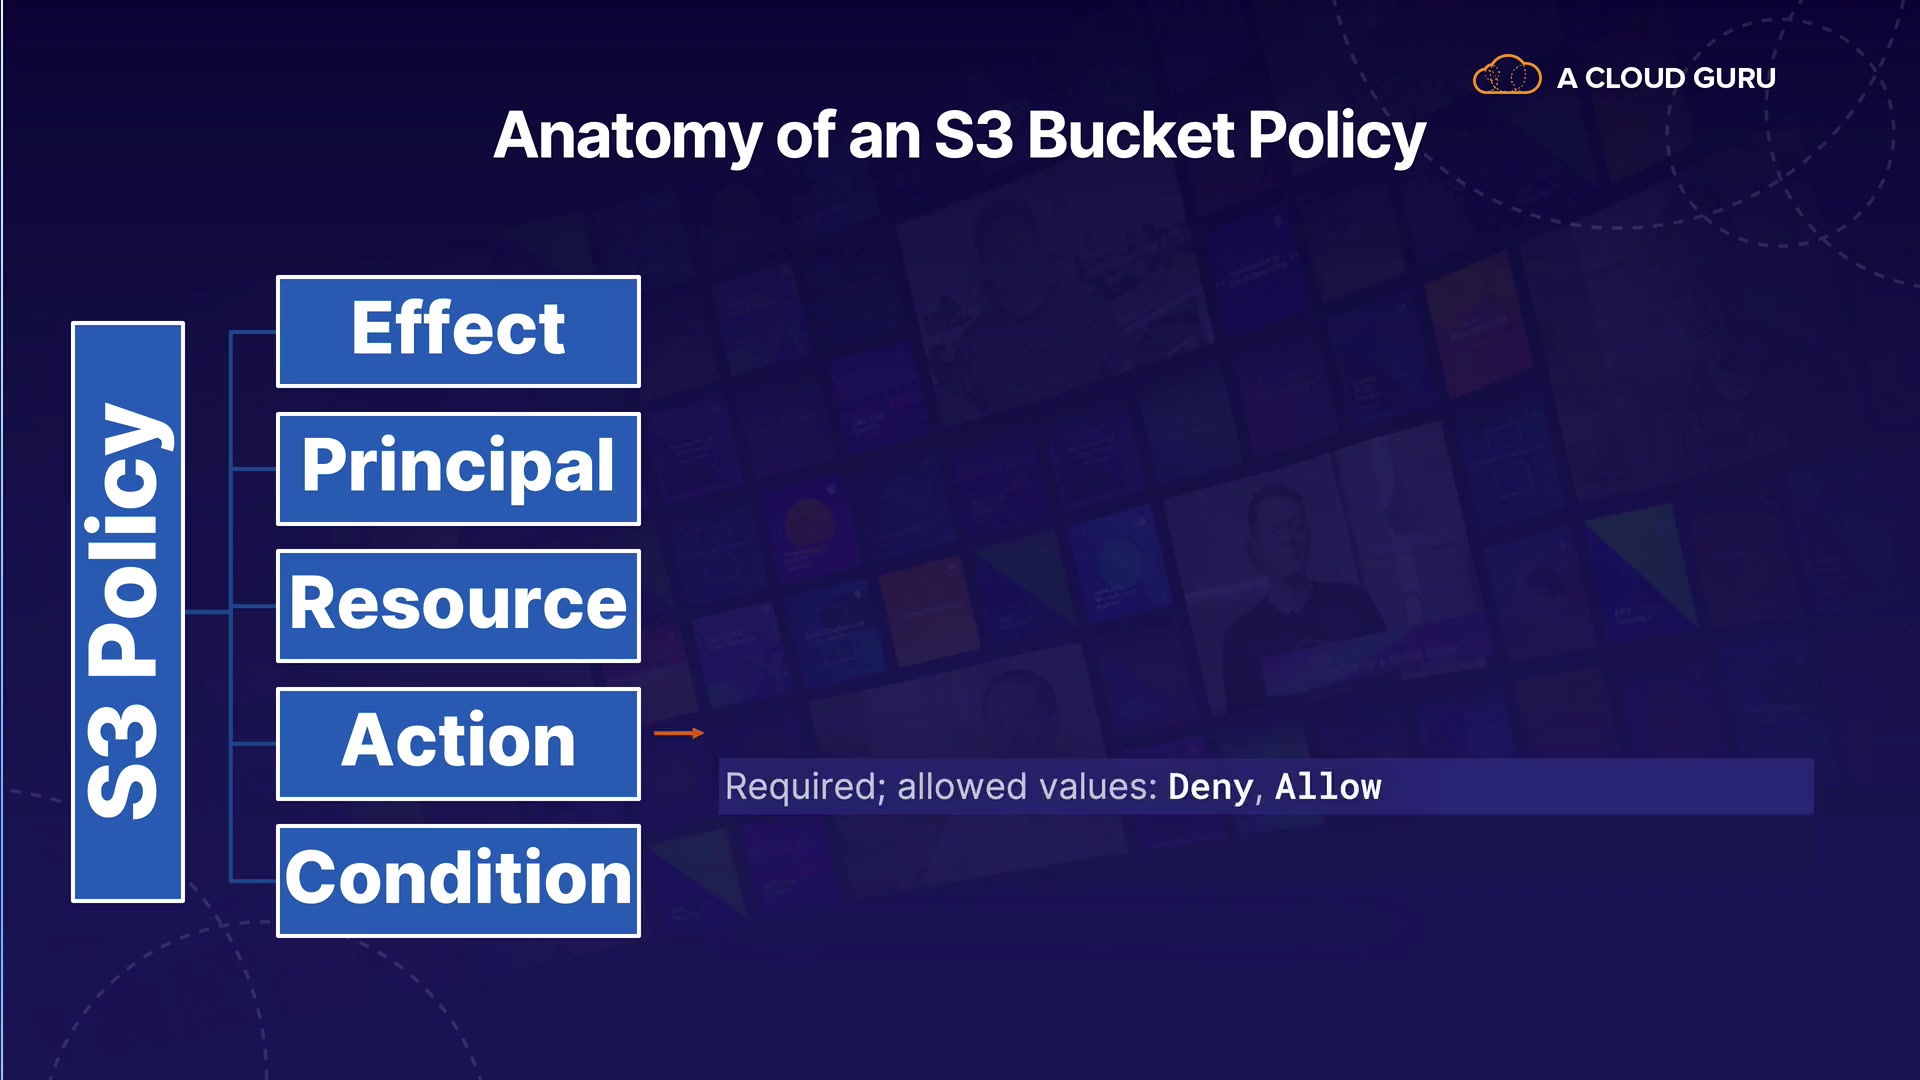 A CLOUD GURU
Anatomy of an S3 Bucket Policy
S3 Policy
Effect
Principal
Resource
Action
Required; allowed values: Deny, Allow
Condition